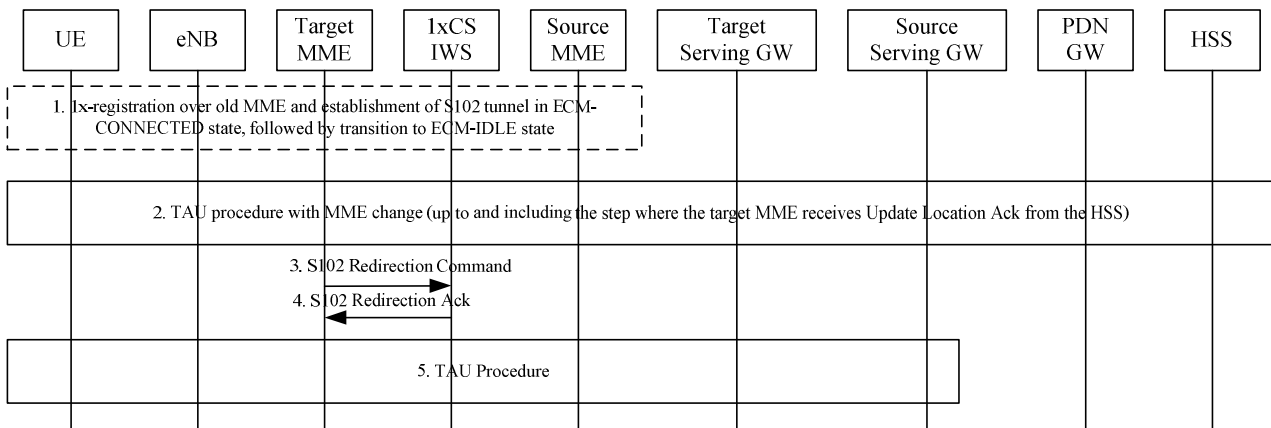 UE
eNB
Target
MME
1xCS
IWS
Source
MME
Target
Serving GW
Source
Serving GW
PDN
GW
HSS
1. 1x-registration over old MME and establishment of S102 tunnel in ECM-
CONNECTED state, followed by transition to ECM-IDLE state
2. TAU procedure with MME change (up to and including the step where the target MME receives Update Location Ack from the HSS)
3. S102 Redirection Command
4. S102 Redirection Ack
5. TAU Procedure